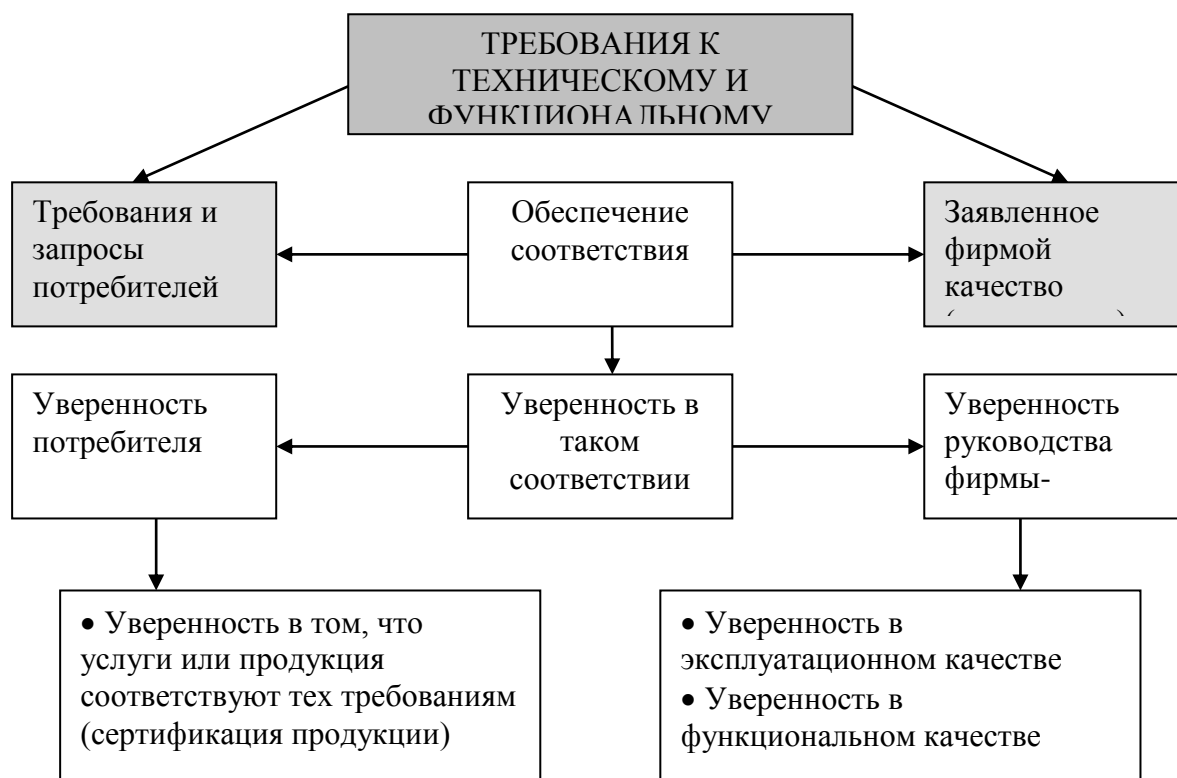 ТРЕБОВАНИЯ К
ТЕХНИЧЕСКОМУ И
ФУНКЦИОНАЛЬНОМУ
Требования и
запросы
потребителей
Обеспечение
соответствия
Заявленное
фирмой
качество
Уверенность
потребителя
Уверенность в
таком
соответствии
Уверенность
руководства
фирмы-
• Уверенность в том, что
услуги или продукция
соответствуют тех требованиям
(сертификация продукции)
• Уверенность в
эксплуатационном качестве
• Уверенность в
функциональном качестве